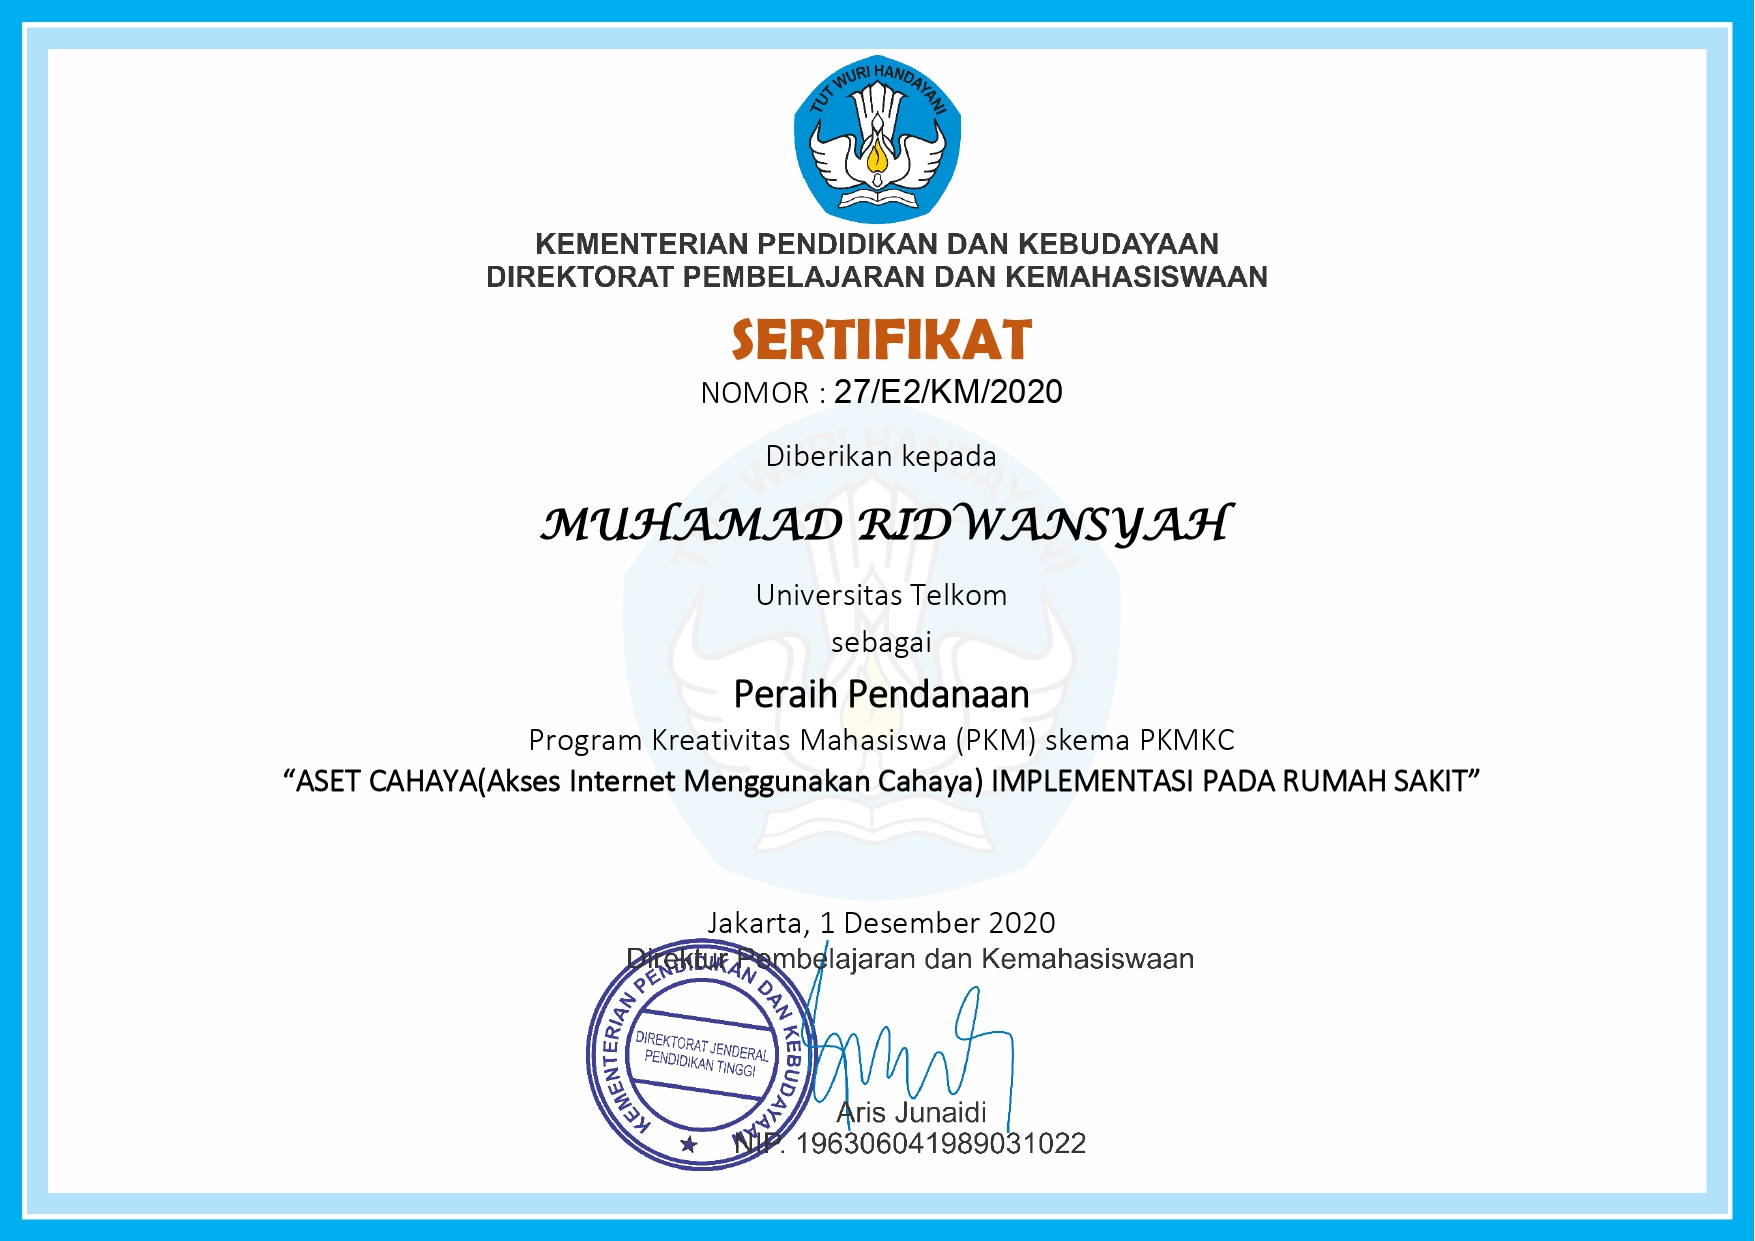 TUT WURI HANDAYANI
KEMENTERIAN PENDIDIKAN DAN KEBUDAYAAN
DIREKTORAT PEMBELAJARAN DAN KEMAHASISWAAN
SERTIFIKAT
NOMOR : 27/E2/KM/2020
Diberikan kepada
MUHAMAD RIDWANSYAH
Universitas Telkom
sebagai
Peraih Pendanaan
Program Kreativitas Mahasiswa (PKM) skema PKMKC
“ASET CAHAYA(Akses Internet Menggunakan Cahaya) IMPLEMENTASI PADA RUMAH SAKIT”
TUT WURI HANDAYANI
Jakarta, 1 Desember 2020
Direktur Pembelajaran dan Kemahasiswaan
KEMENTERIAN PENDIDIKAN DAN KEBUDAYAAN
DIREKTORAT JENDERAL
PENDIDIKAN TINGGI
Aris Junaidi
NIP. 196306041989031022